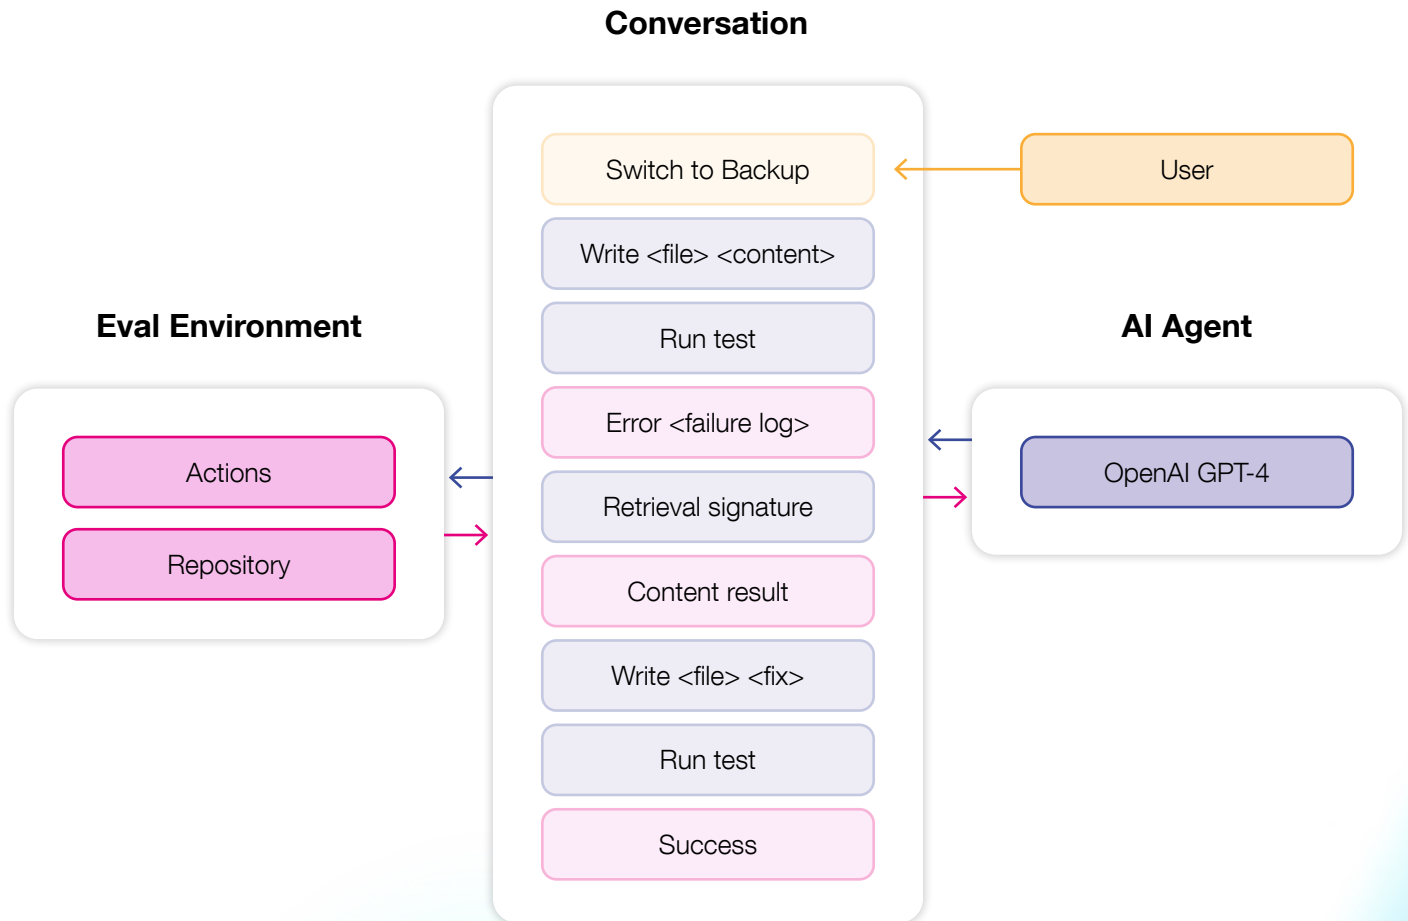 Conversation
Switch to Backup
User
Write <file> <content>
Eval Environment
Run test
AI Agent
Error <failure log>
Actions
OpenAI GPT-4
Retrieval signature
Repository
Content result
Write <file> <fix>
Run test
Success